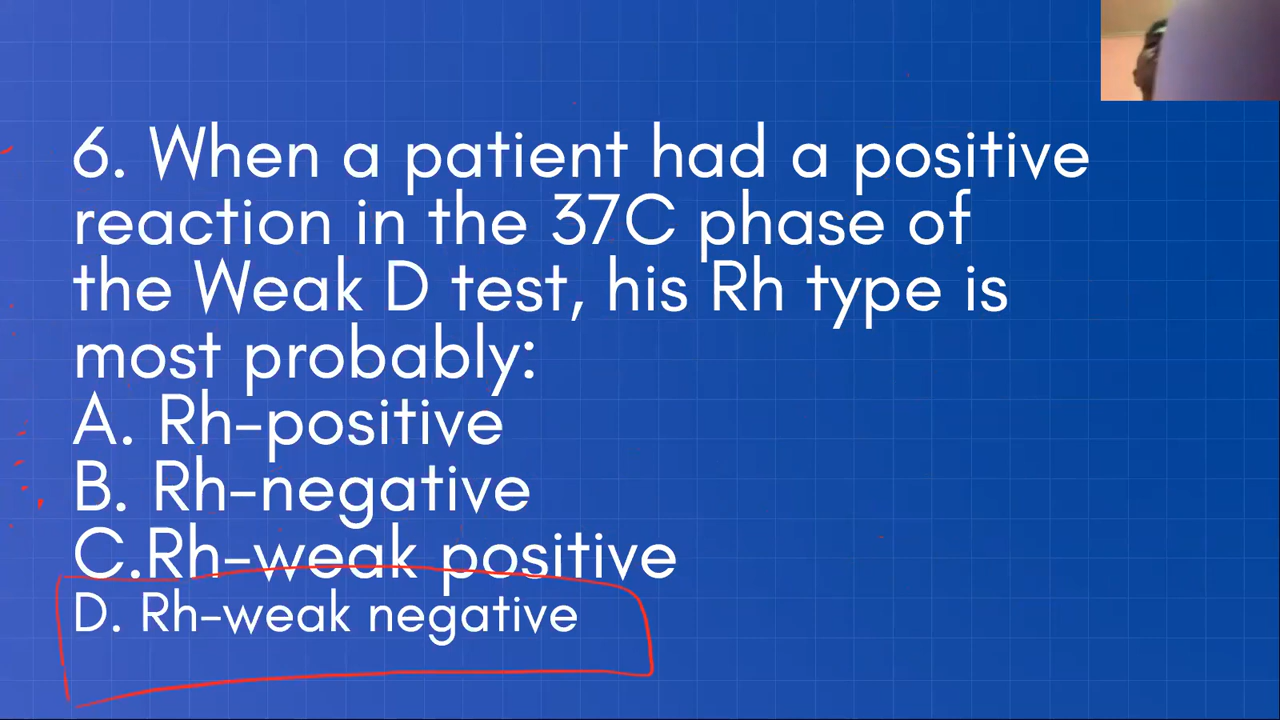 6. When a patient had a positive
reaction in the 37C phase of
the Weak D test, his Rh type is
most probably:
A. Rh-positive
B. Rh-negative
C.Rh-weak positive
D. Rh-weak negative